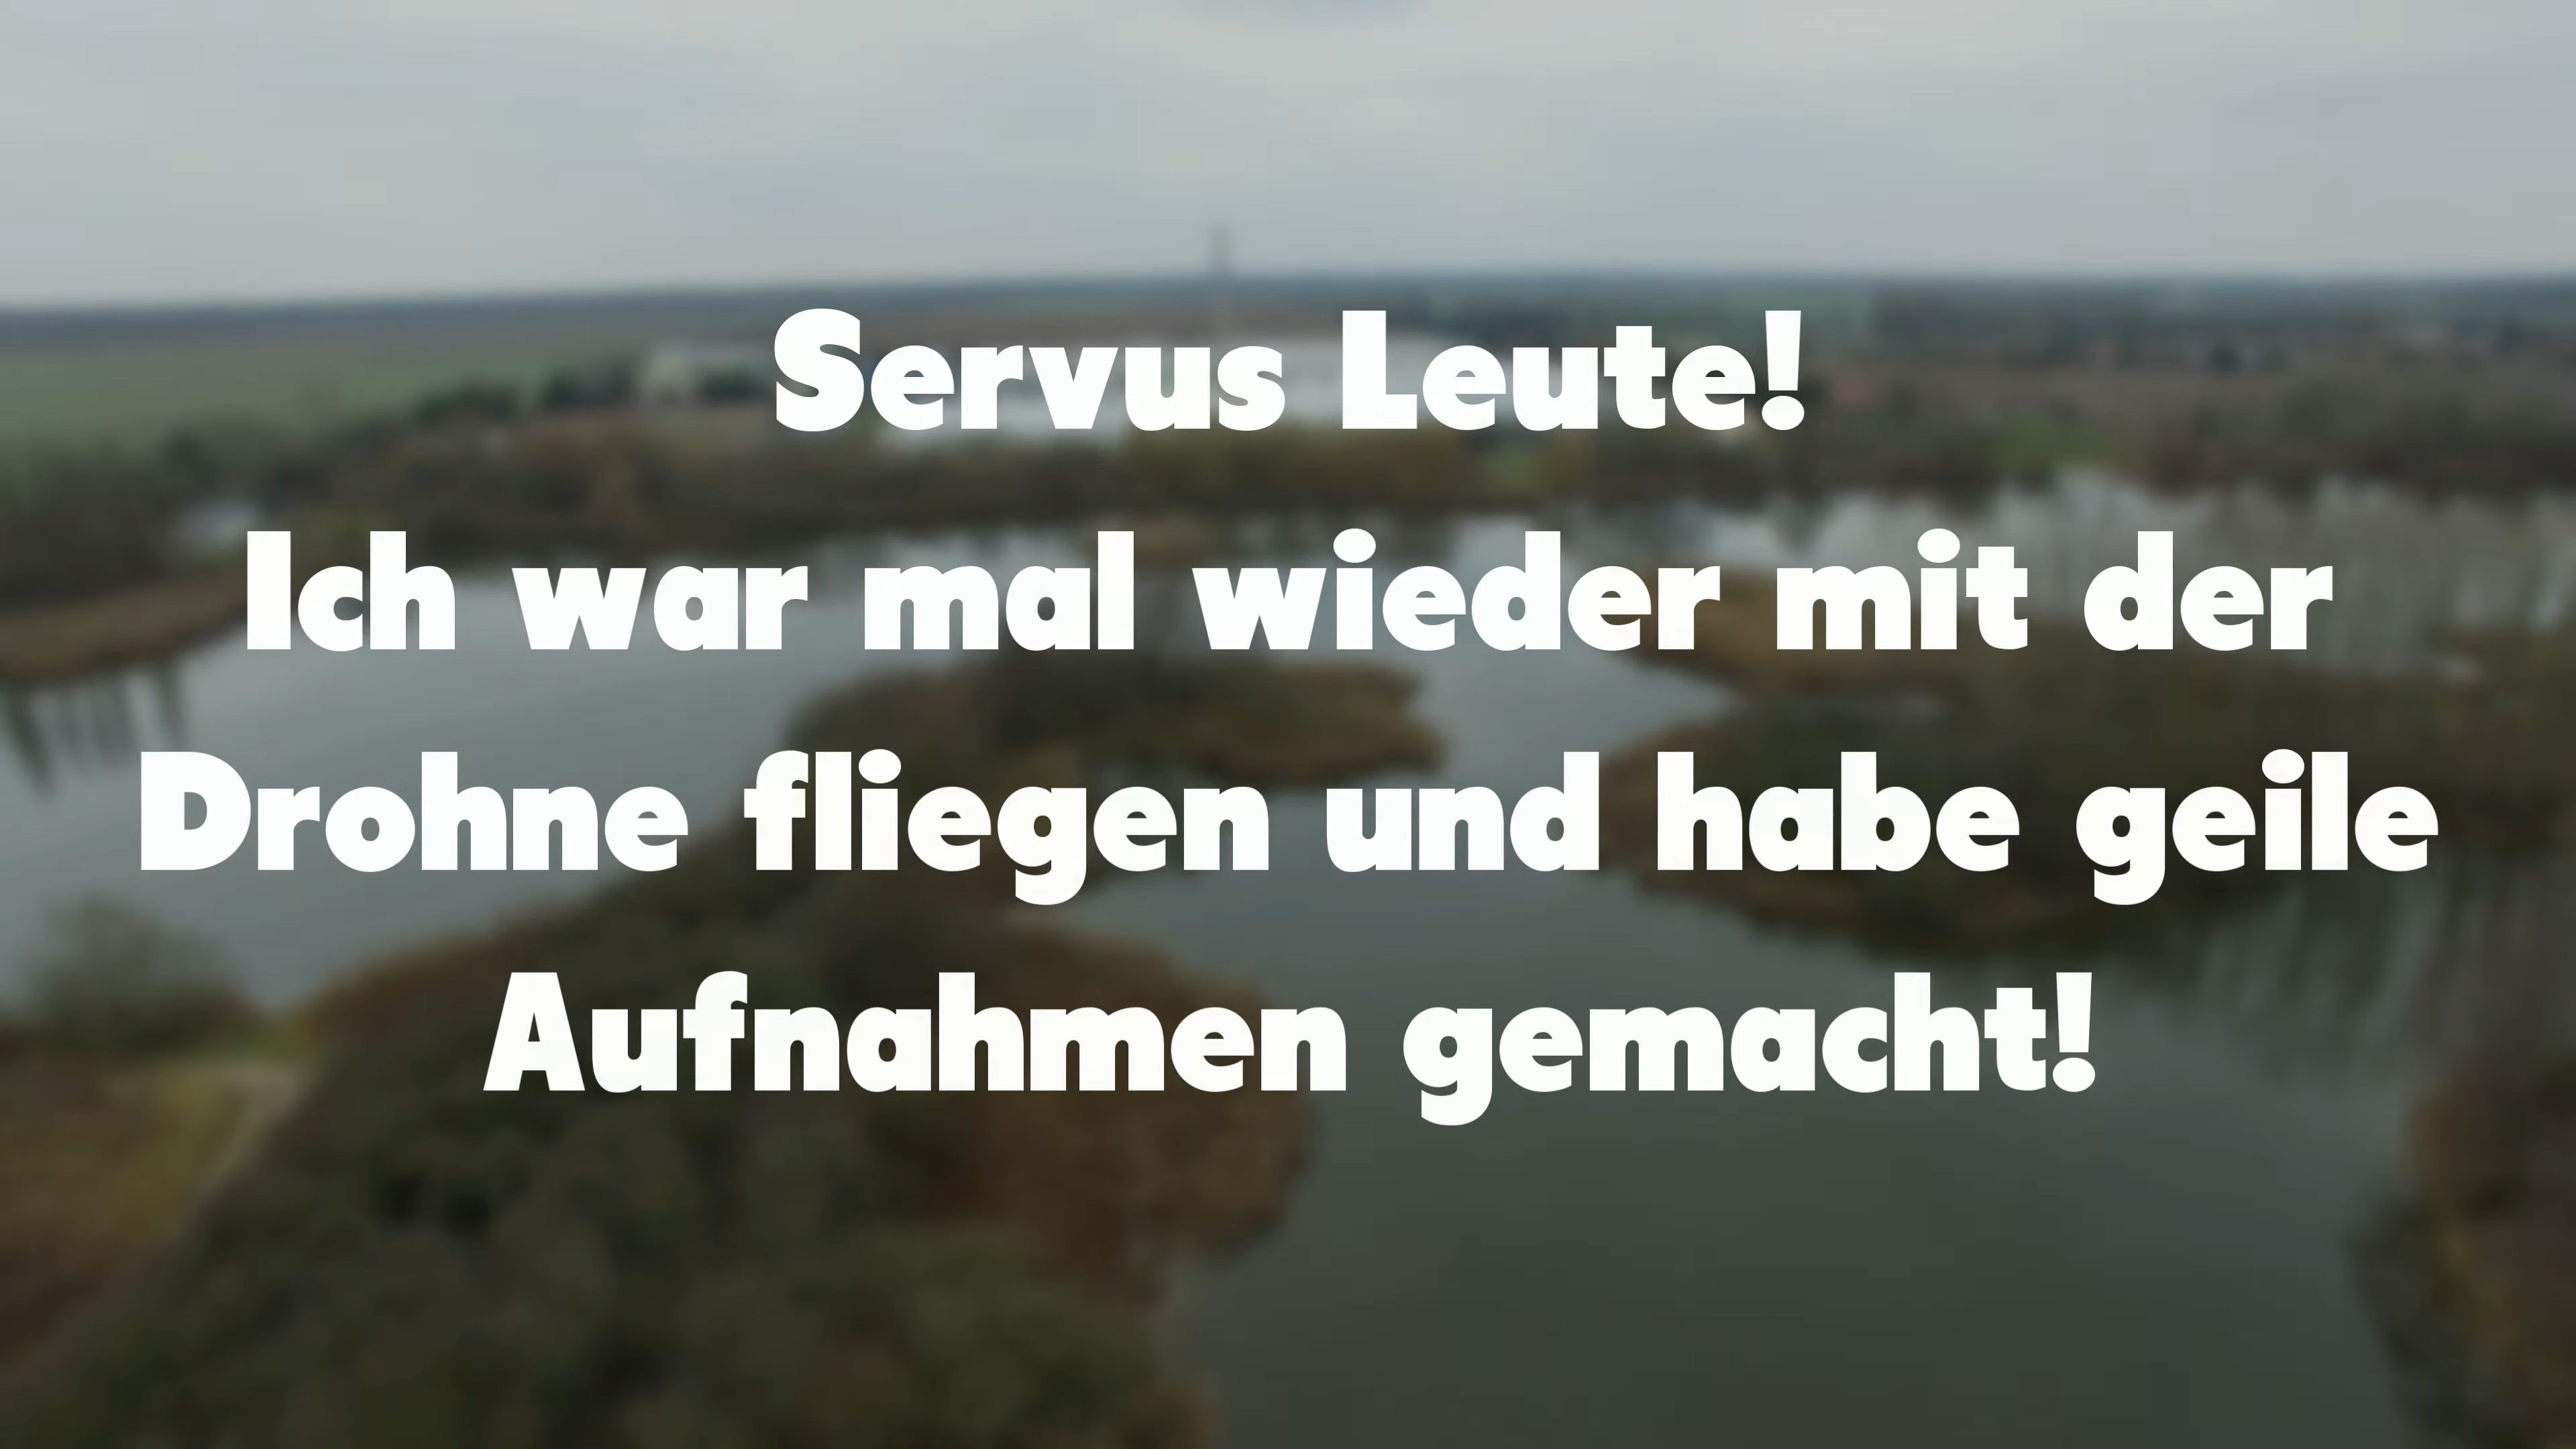 Servus Leute!
Ich war mal wieder mit der
Drohne fliegen und habe geile
Aufnahmen gemacht!